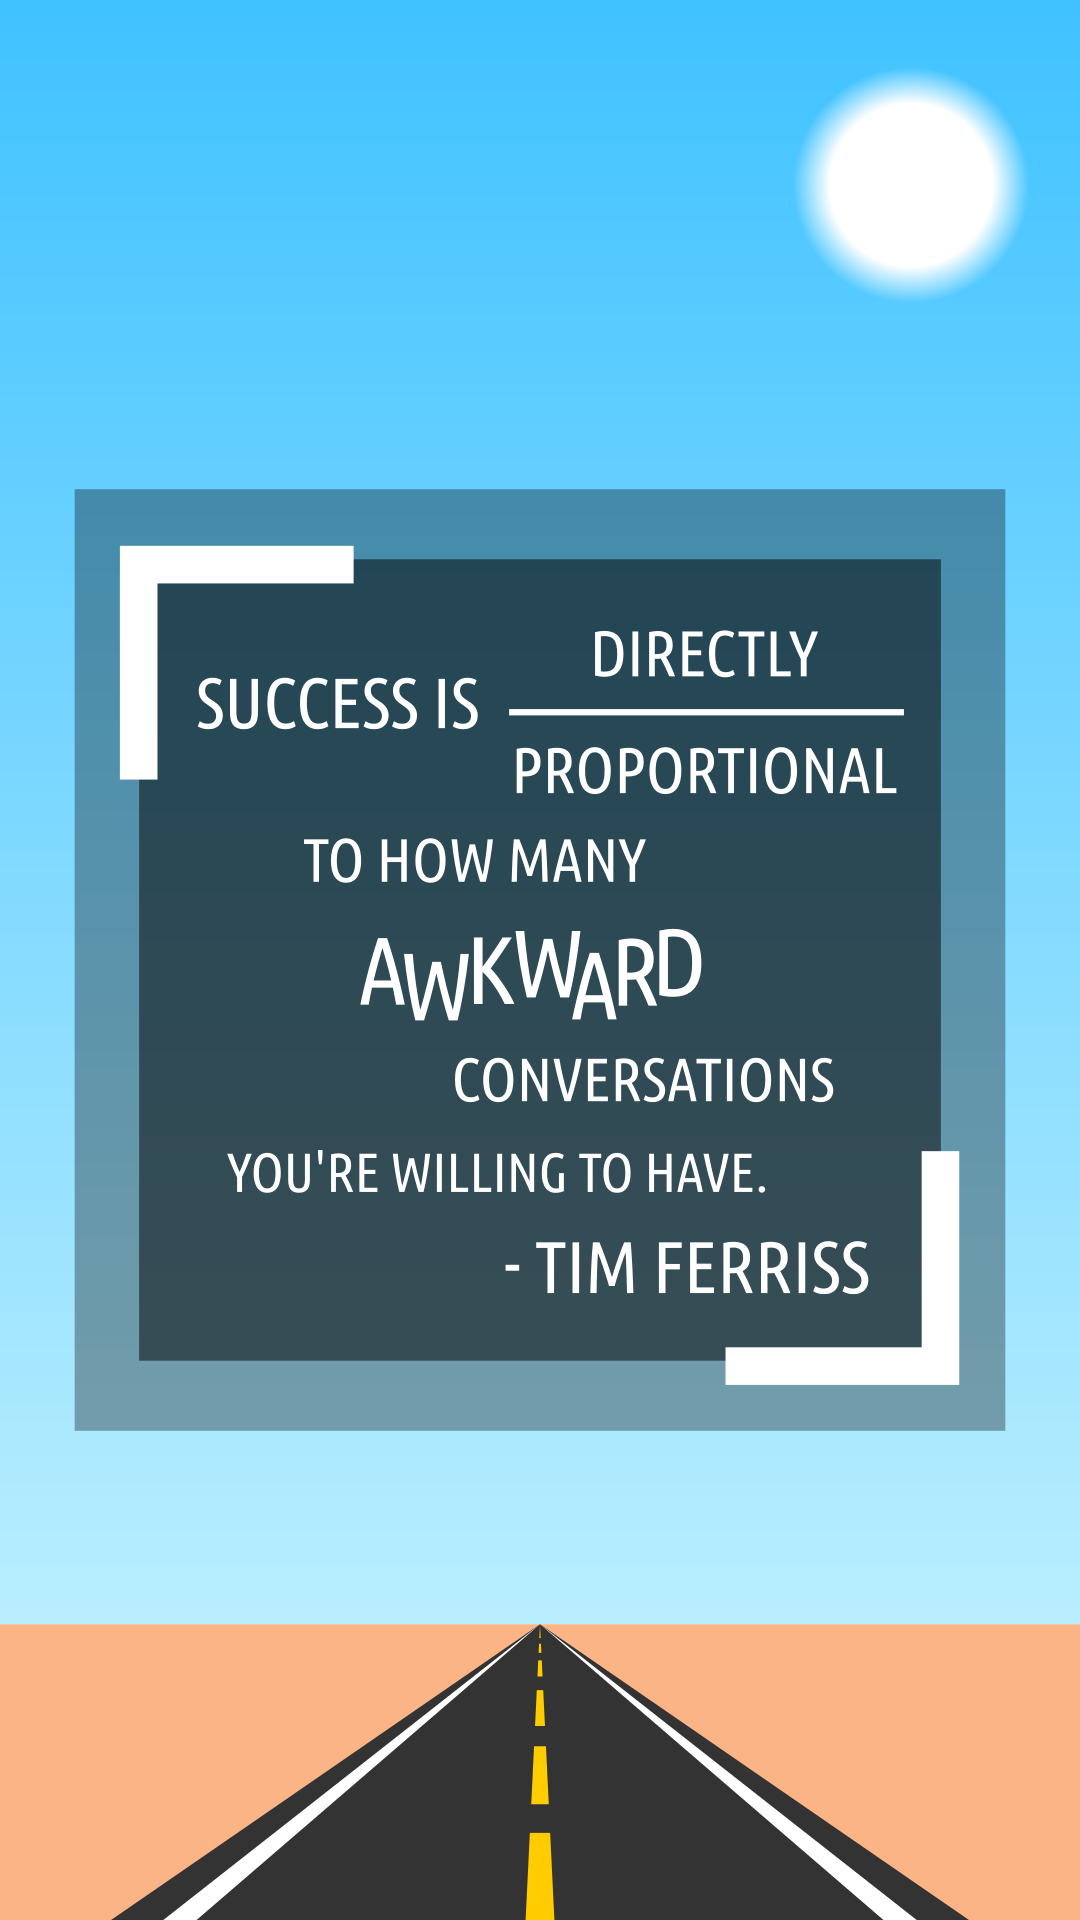 SUCCESS IS
DIRECTLY
PROPORTIONAL
TO HOW MANY
AWKWARD
CONVERSATIONS
YOU'RE WILLING TO HAVE.
- TIM FERRISS